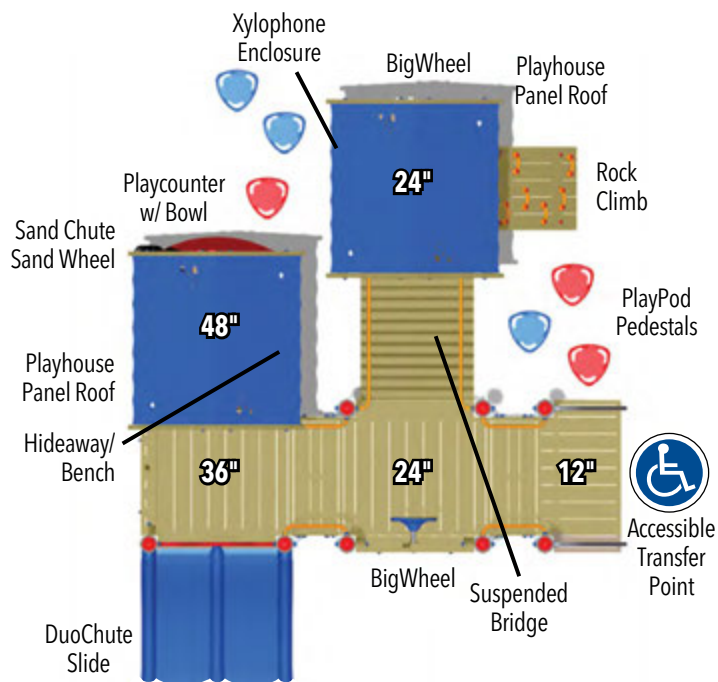 Xylophone
Enclosure
BigWheel
Playhouse
Panel Roof
24"
Rock
Climb
Playcounter
w/ Bowl
Sand Chute
Sand Wheel
48"
PlayPod
Pedestals
Playhouse
Panel Roof
Hideaway/
Bench
36"
24"
12"
Accessible
Transfer
Point
BigWheel
Suspended
Bridge
DuoChute
Slide